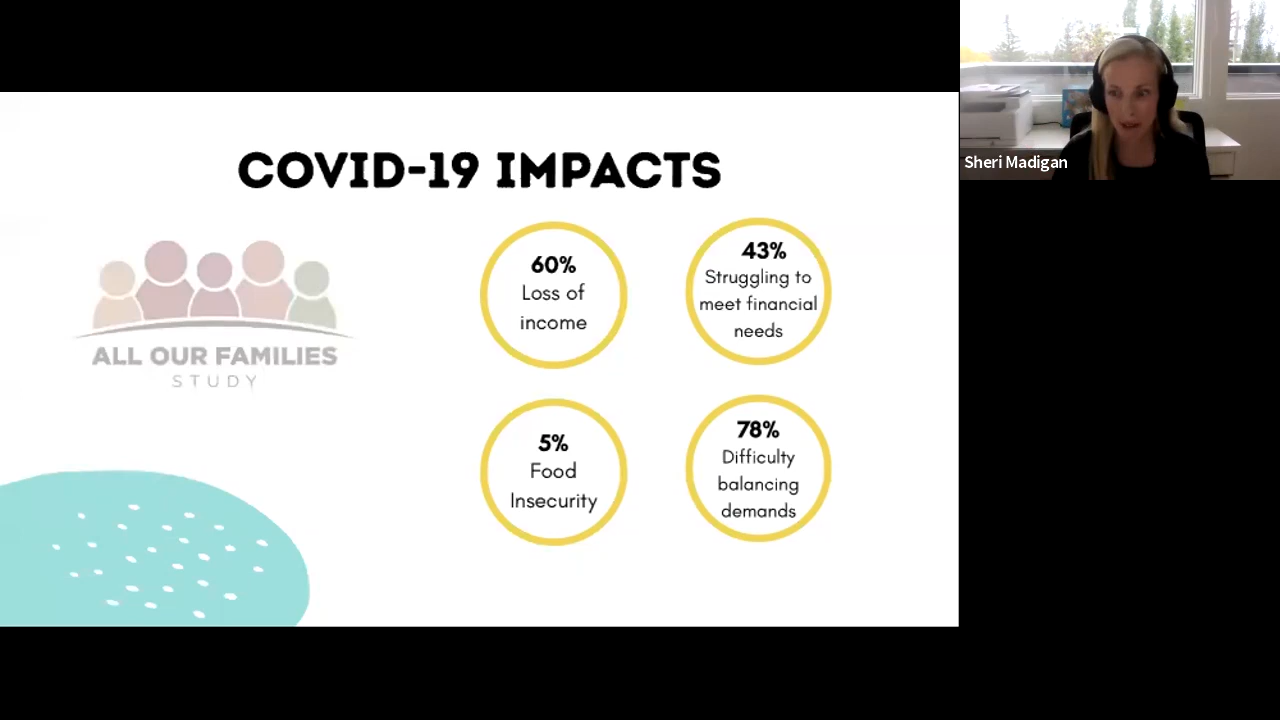 COVID-19 IMPACTS
ALL OUR FAMILIES
STUDY
60%
Loss of
income
43%
Struggling to
meet financial
needs
5%
Food
Insecurity
78%
Difficulty
balancing
demands
Sheri Madigan